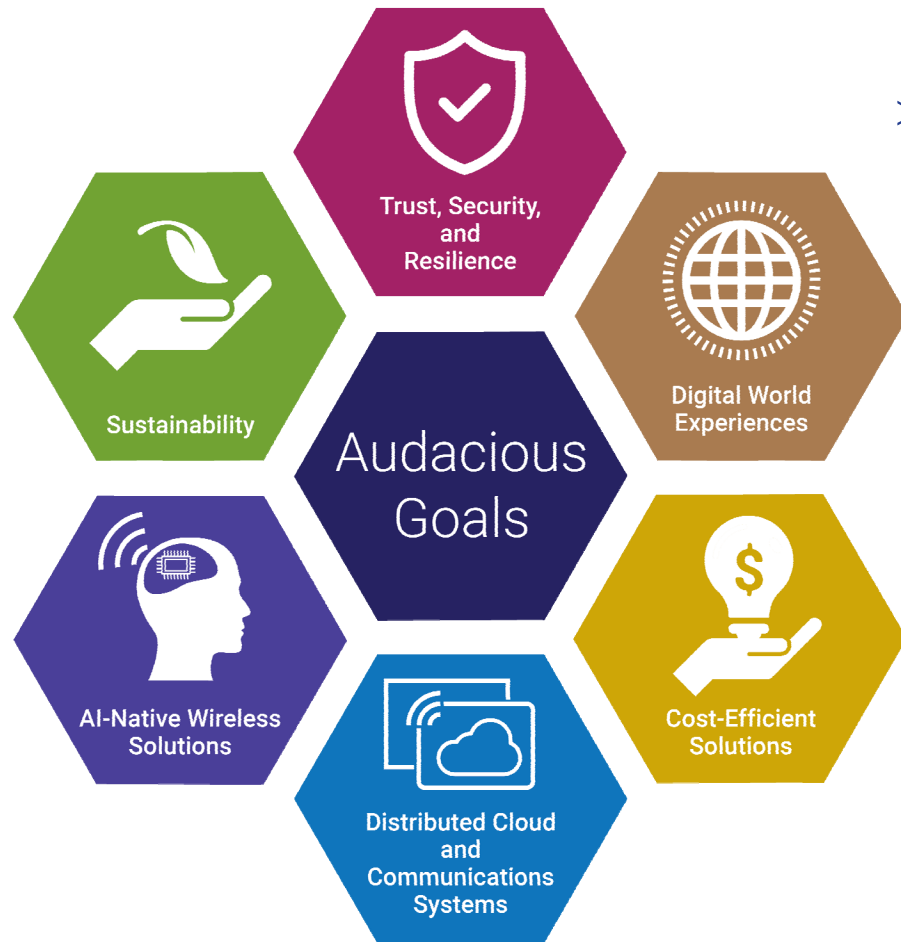 Trust, Security,
and
Resilience
Digital World
Experiences
Sustainability
Audacious
Goals
$
Cost-Efficient
Solutions
AI-Native Wireless
Solutions
Distributed Cloud
and
Communications
Systems